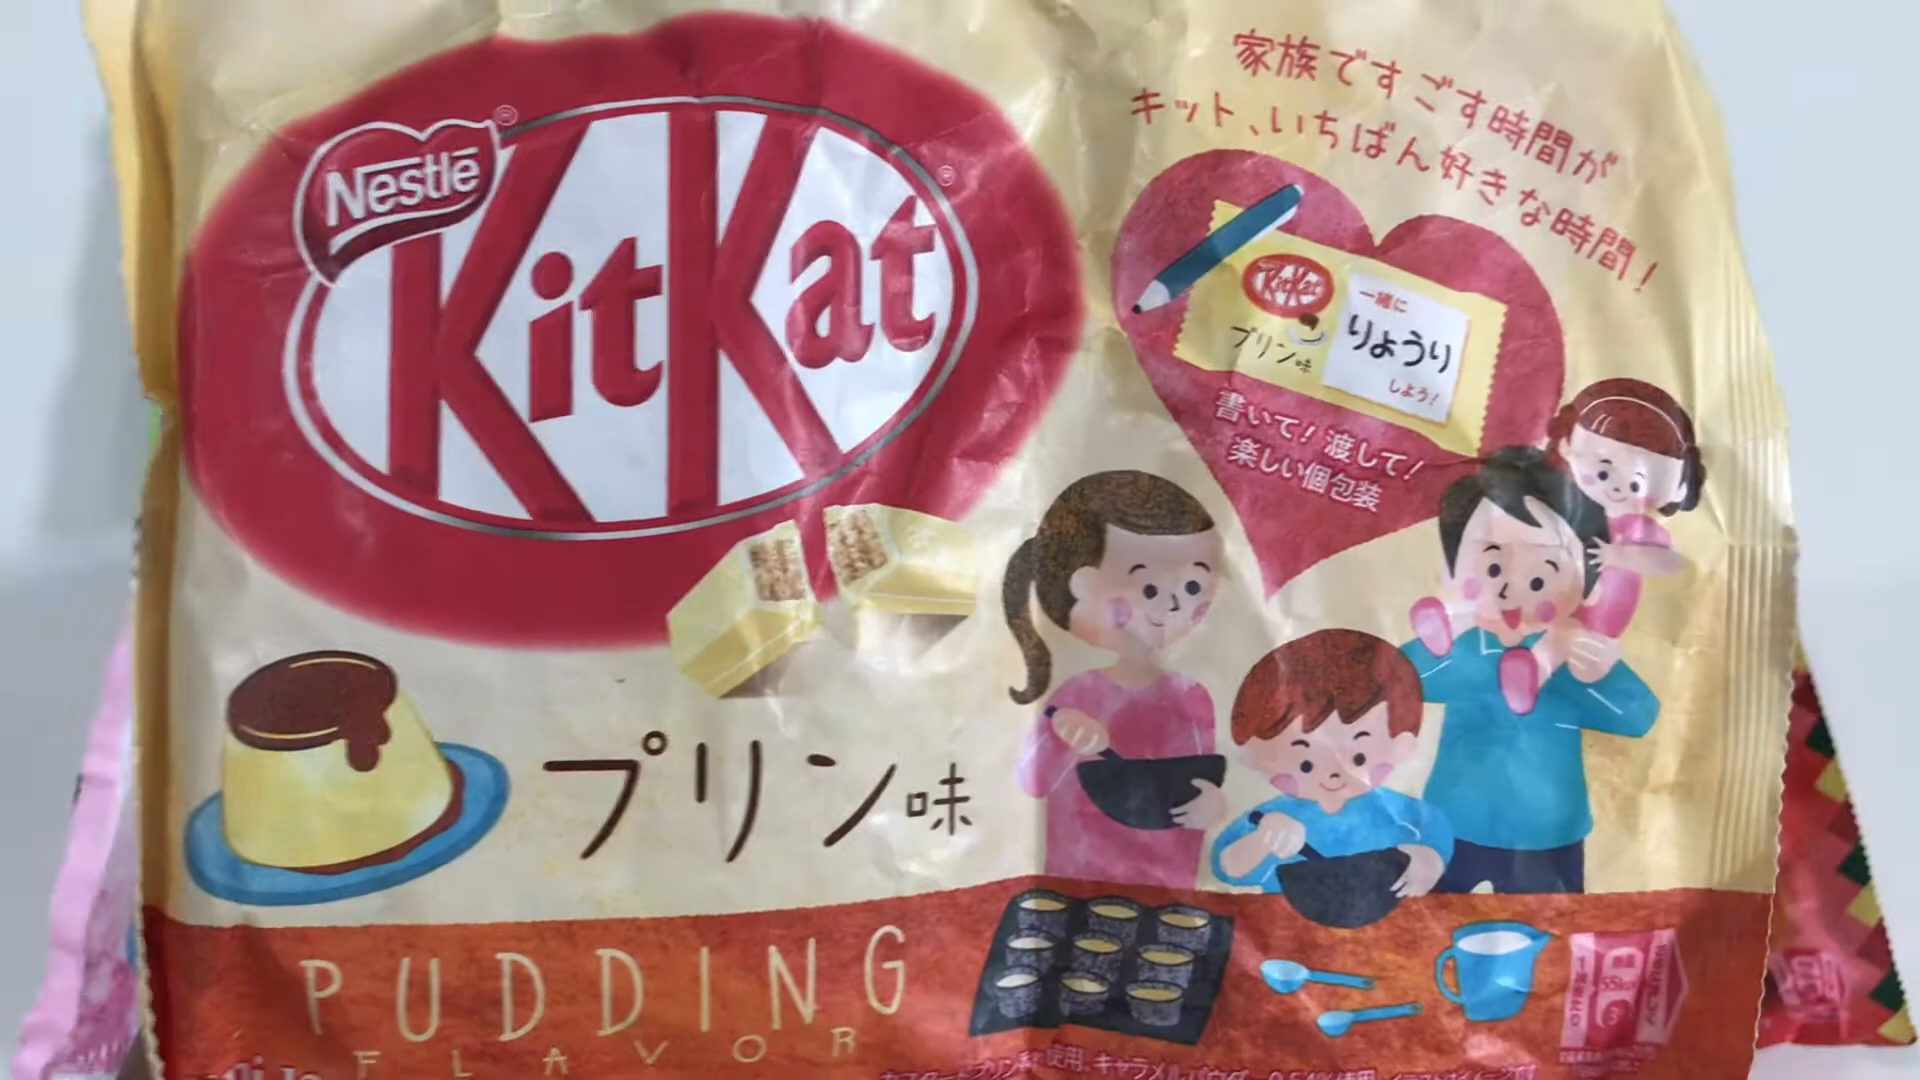 Nestlé
KitKat
家族ですごす時間が
キット、いちばん好きな時間!
KitKat
プリン味
一緒に
りょうり
しよう!
書いて! 渡して!
楽しい個包装
プリン味
PUDDING
FLAVOR